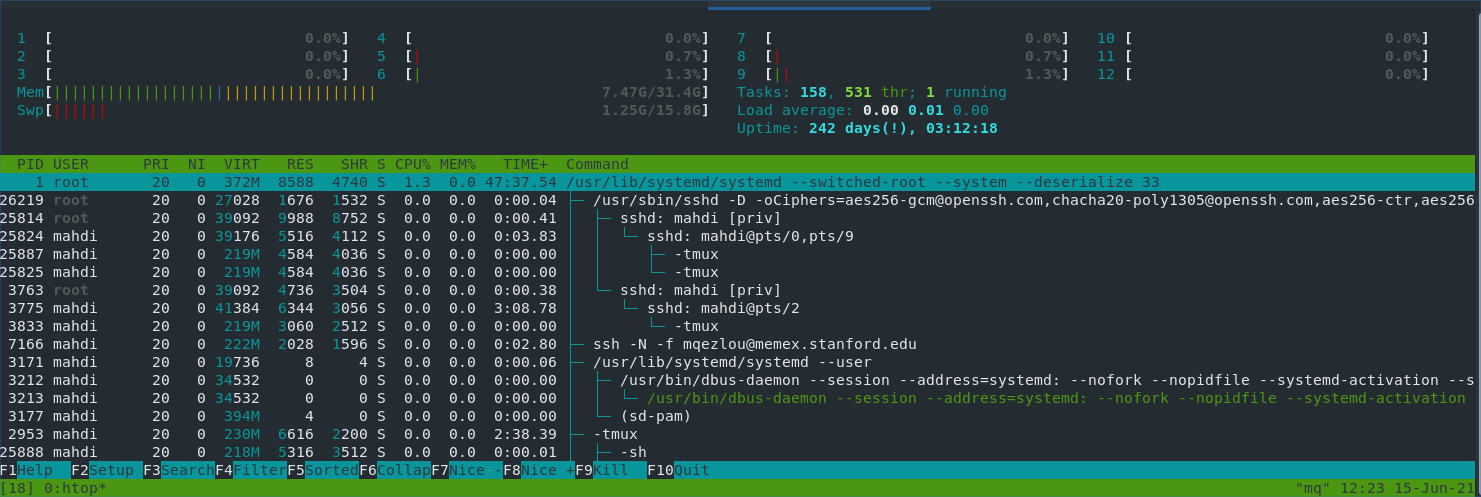 1 [ 0.0%] 4 [ 0.0%] 7 [ 0.0%] 10 [ 0.0%]
2 [ 0.0%] 5 [| 0.7%] 8 [| 0.7%] 11 [ 0.0%]
3 [ 0.0%] 6 [| 1.3%] 9 [|| 1.3%] 12 [ 0.0%]
Mem[||||||||||||||||||||||||||||||||||||| 7.47G/31.4G] Tasks: 158, 531 thr; 1 running
Swp[|||||| 1.25G/15.8G] Load average: 0.00 0.01 0.00
Uptime: 242 days(!), 03:12:18
PID USER PRI NI VIRT RES SHR S CPU% MEM% TIME+ Command
1 root 20 0 372M 8588 4740 S 1.3 0.0 47:37.54 /usr/lib/systemd/systemd --switched-root --system --deserialize 33
26219 root 20 0 27028 1676 1532 S 0.0 0.0 0:00.04 ├─ /usr/sbin/sshd -D -oCiphers=aes256-gcm@openssh.com,chacha20-poly1305@openssh.com,aes256-ctr,aes256
25814 root 20 0 39092 9988 8752 S 0.0 0.0 0:00.41 │ ├─ sshd: mahdi [priv]
25824 mahdi 20 0 39176 5516 4112 S 0.0 0.0 0:03.83 │ │ └─ sshd: mahdi@pts/0,pts/9
25887 mahdi 20 0 219M 4584 4036 S 0.0 0.0 0:00.00 │ │ ├─ -tmux
25825 mahdi 20 0 219M 4584 4036 S 0.0 0.0 0:00.00 │ │ └─ -tmux
3763 root 20 0 39092 4736 3504 S 0.0 0.0 0:00.38 │ └─ sshd: mahdi [priv]
3775 mahdi 20 0 41384 6344 3056 S 0.0 0.0 3:08.78 │ └─ sshd: mahdi@pts/2
3833 mahdi 20 0 219M 3060 2512 S 0.0 0.0 0:00.00 │ └─ -tmux
7166 mahdi 20 0 222M 2028 1596 S 0.0 0.0 0:02.80 ├─ ssh -N -f mqezlou@memex.stanford.edu
3171 mahdi 20 0 19736 8 4 S 0.0 0.0 0:00.06 ├─ /usr/lib/systemd/systemd --user
3212 mahdi 20 0 34532 0 0 S 0.0 0.0 0:00.00 │ ├─ /usr/bin/dbus-daemon --session --address=systemd: --nofork --nopidfile --systemd-activation --s
3213 mahdi 20 0 34532 0 0 S 0.0 0.0 0:00.00 │ │ └─ /usr/bin/dbus-daemon --session --address=systemd: --nofork --nopidfile --systemd-activation
3177 mahdi 20 0 394M 4 0 S 0.0 0.0 0:00.00 │ └─ (sd-pam)
2953 mahdi 20 0 230M 6616 2200 S 0.0 0.0 2:38.39 ├─ -tmux
25888 mahdi 20 0 218M 5316 3512 S 0.0 0.0 0:00.01 │ ├─ -sh
F1Help F2Setup F3SearchF4FilterF5SortedF6CollapF7Nice -F8Nice +F9Kill F10Quit
[18] 0:htop* "mq" 12:23 15-Jun-21